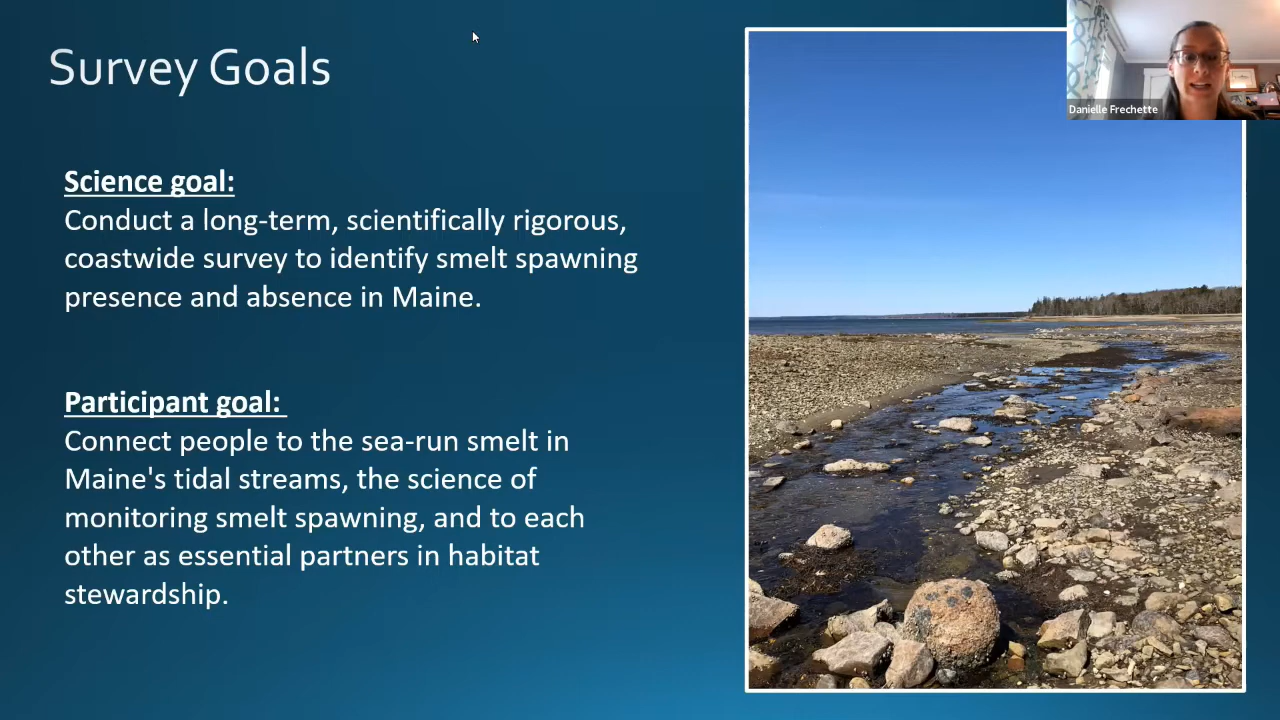 Survey Goals
Danielle Frechette
Science goal:
Conduct a long-term, scientifically rigorous,
coastwide survey to identify smelt spawning
presence and absence in Maine.
Participant goal:
Connect people to the sea-run smelt in
Maine's tidal streams, the science of
monitoring smelt spawning, and to each
other as essential partners in habitat
stewardship.